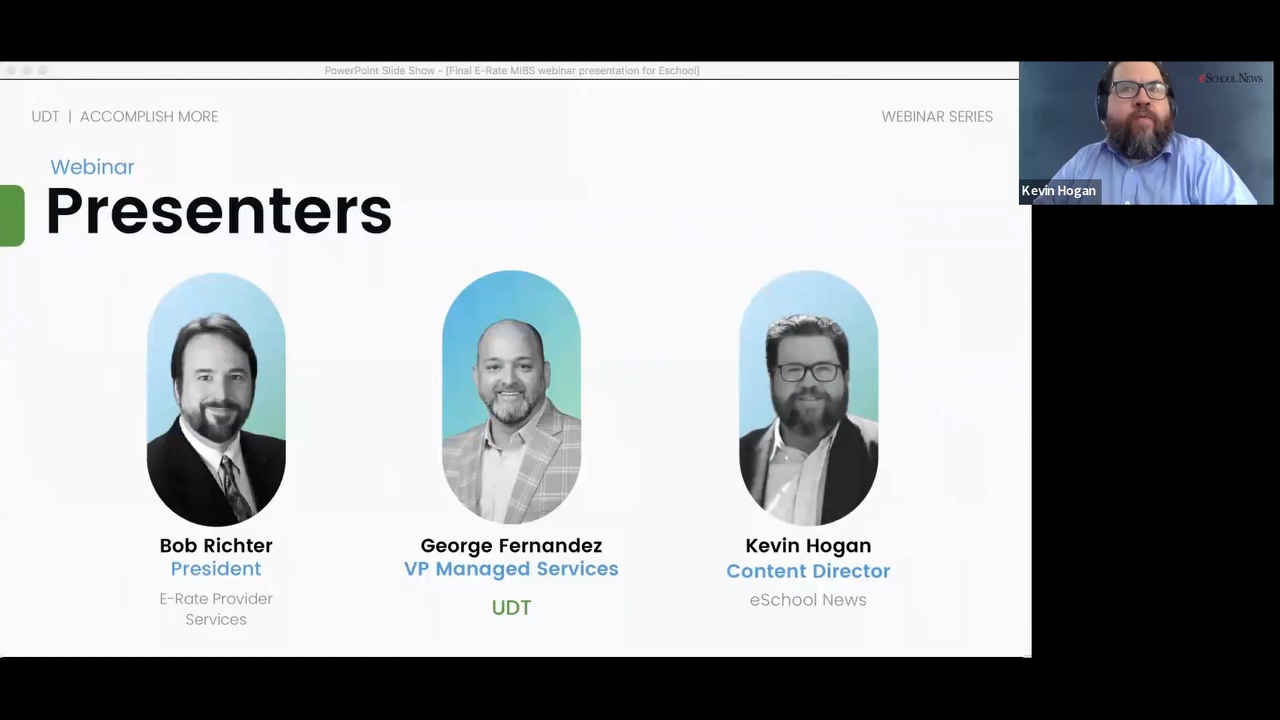 PowerPoint Slide Show - [Final E-Rate MIBS webinar presentation for Eschool]
UDT | ACCOMPLISH MORE
WEBINAR SERIES
eSCHOOL NEWS
Kevin Hogan
Webinar
Presenters
Bob Richter
President
E-Rate Provider
Services
George Fernandez
VP Managed Services
UDT
Kevin Hogan
Content Director
eSchool News